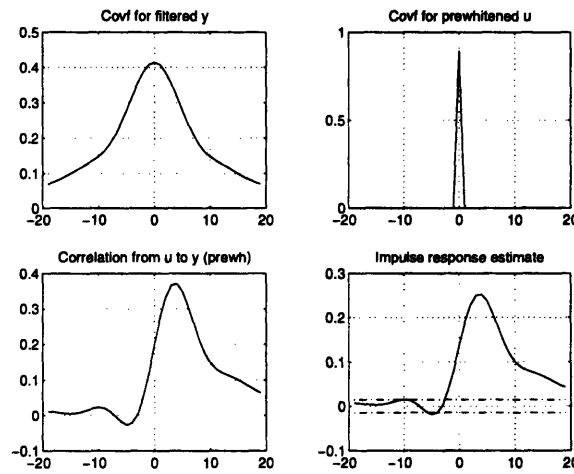 Covf for filtered y
0.5
0.4
0.3
0.2
0.1
0
-20 -10 0 10 20
Covf for prewhitened u
1
0.5
0
-20 -10 0 10 20
Correlation from u to y (prewh)
0.4
0.3
0.2
0.1
0
-0.1
-20 -10 0 10 20
Impulse response estimate
0.3
0.2
0.1
0
-0.1
-20 -10 0 10 20